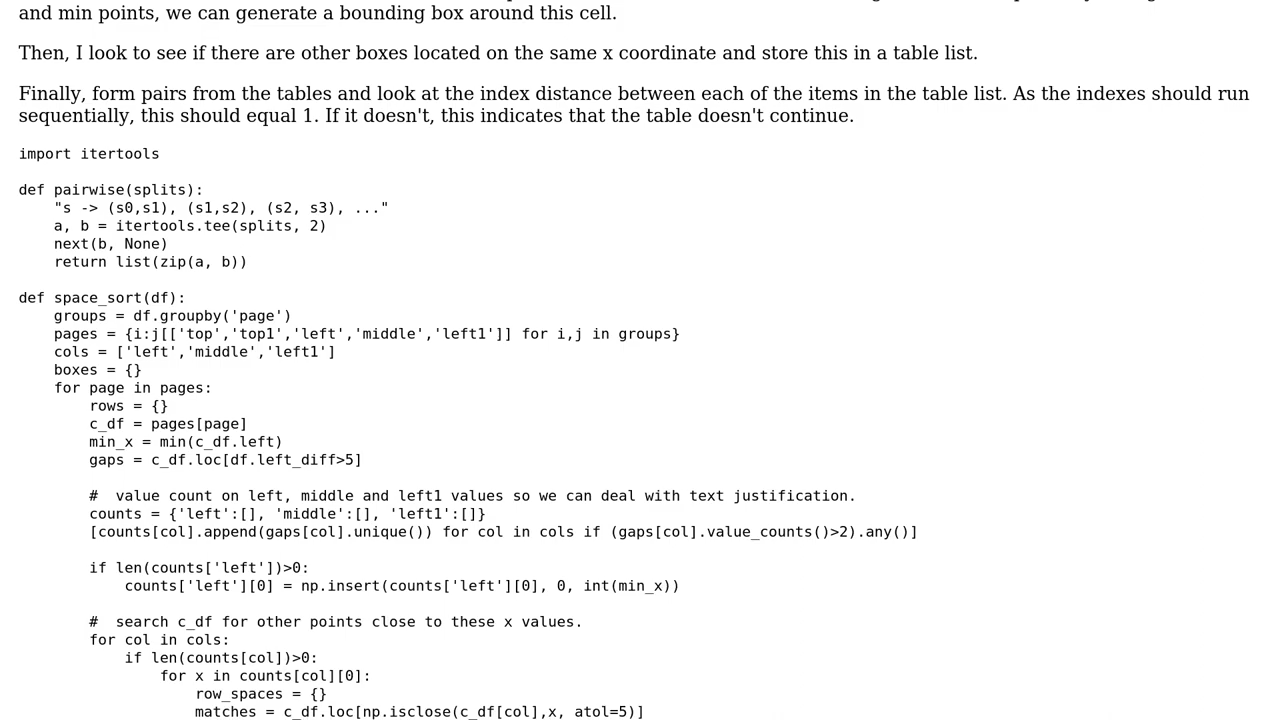 and min points, we can generate a bounding box around this cell.
Then, I look to see if there are other boxes located on the same x coordinate and store this in a table list.
Finally, form pairs from the tables and look at the index distance between each of the items in the table list. As the indexes should run
sequentially, this should equal 1. If it doesn't, this indicates that the table doesn't continue.
import itertools
def pairwise(splits):
    "s -> (s0,s1), (s1,s2), (s2, s3), ..."
    a, b = itertools.tee(splits, 2)
    next(b, None)
    return list(zip(a, b))
def space_sort(df):
    groups = df.groupby('page')
    pages = {i:j[['top','top1','left','middle','left1']] for i,j in groups}
    cols = ['left','middle','left1']
    boxes = {}
    for page in pages:
        rows = {}
        c_df = pages[page]
        min_x = min(c_df.left)
        gaps = c_df.loc[df.left_diff>5]
        #  value count on left, middle and left1 values so we can deal with text justification.
        counts = {'left':[], 'middle':[], 'left1':[]}
        [counts[col].append(gaps[col].unique()) for col in cols if (gaps[col].value_counts()>2).any()]
        if len(counts['left'])>0:
            counts['left'][0] = np.insert(counts['left'][0], 0, int(min_x))
        #  search c_df for other points close to these x values.
        for col in cols:
            if len(counts[col])>0:
                for x in counts[col][0]:
                    row_spaces = {}
                    matches = c_df.loc[np.isclose(c_df[col],x, atol=5)]